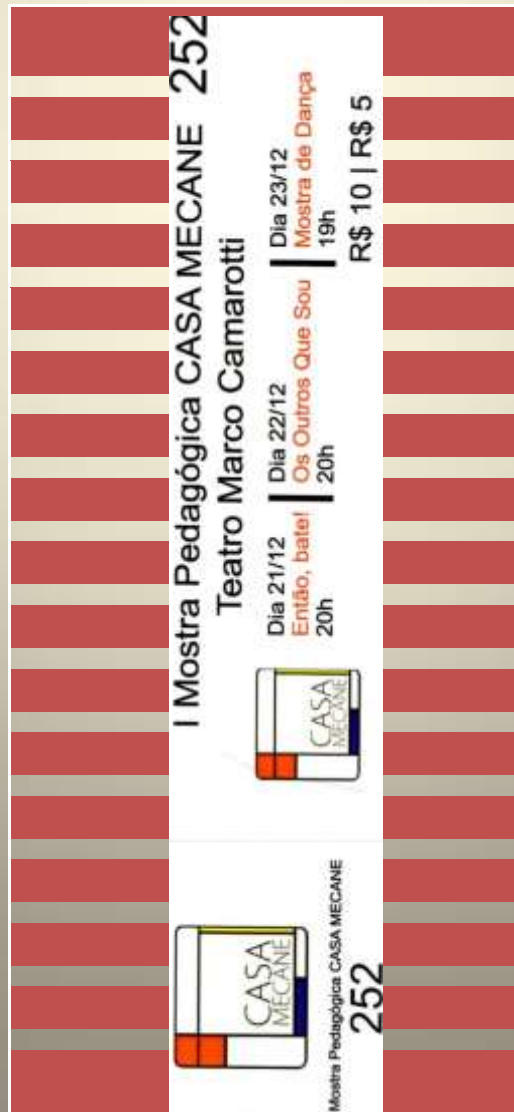 I Mostra Pedagógica CASA MECANE 252
Teatro Marco Camarotti
Dia 21/12
Então, bate!
20h
Dia 22/12
Os Outros Que Sou
20h
Dia 23/12
Mostra de Dança
19h
R$ 10 | R$ 5
CASA
MECANE
CASA
MECANE
Mostra Pedagógica CASA MECANE
252